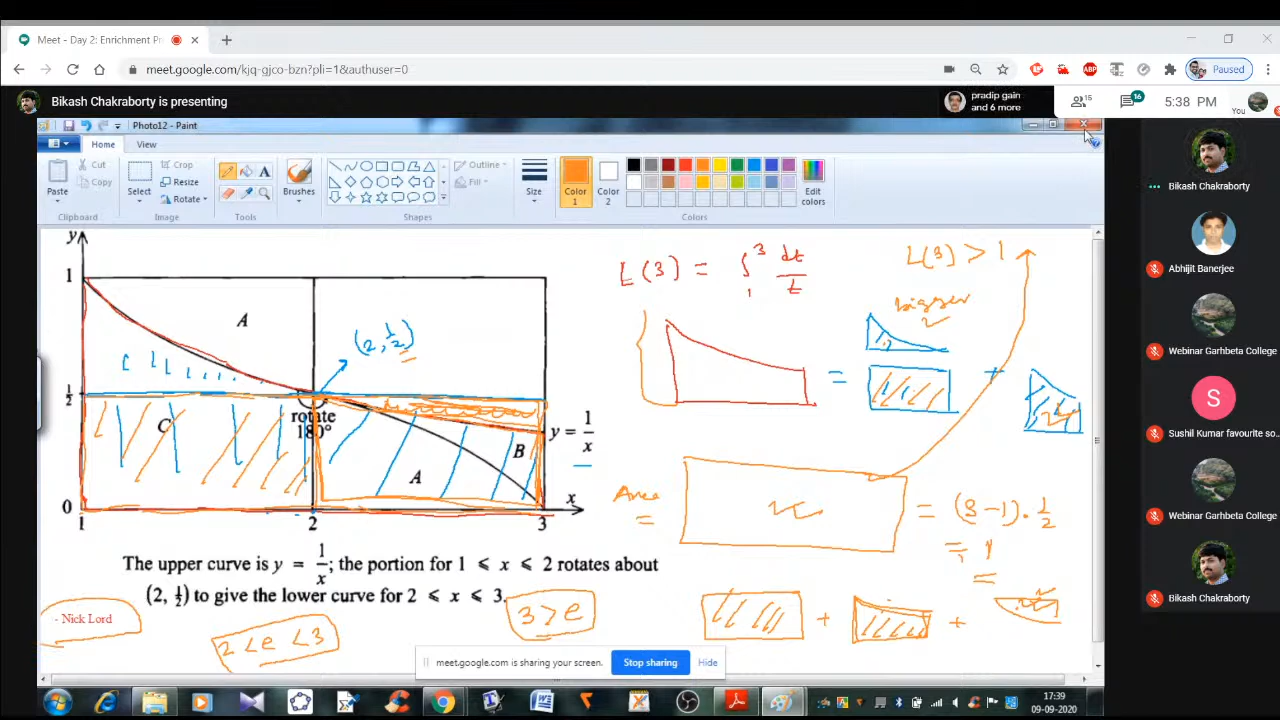 Meet - Day 2: Enrichment Pr
meet.google.com/kjq-gjco-bzn?pli=1&authuser=0
ABP
Paused
Bikash Chakraborty is presenting
pradip gain
and 6 more
15
16
5:38 PM
You
Photo12 - Paint
Home
View
Paste
Cut
Copy
Clipboard
Select
Crop
Resize
Rotate
Image
A
Tools
Brushes
Outline
Fill
Shapes
Size
Color
1
Color
2
Edit
colors
Colors
y
1
A
(2, 1/2)
1/2
C
rotate
180°
y = 1/x
B
A
0
x
1
2
3
The upper curve is y = 1/x; the portion for 1 ⩽ x ⩽ 2 rotates about
(2, ½) to give the lower curve for 2 ⩽ x ⩽ 3.
- Nick Lord
2 < e < 3
3 > e
L(3) = ∫₁³ dt/t
L(3) > 1
bigger
=
+
Area
=
= (3-1) · 1/2
= 1
=
+
+
meet.google.com is sharing your screen.
Stop sharing
Hide
Bikash Chakraborty
Abhijit Banerjee
Webinar Garhbeta College
S
Sushil Kumar favourite so...
Webinar Garhbeta College
Bikash Chakraborty
17:39
09-09-2020